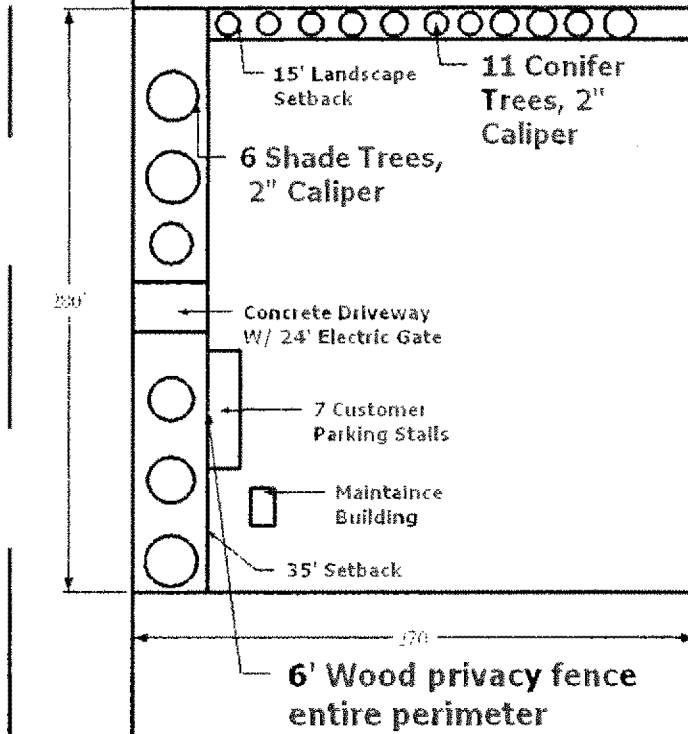 15' Landscape
Setback
11 Conifer
Trees, 2"
Caliper
6 Shade Trees,
2" Caliper
Concrete Driveway
W/ 24' Electric Gate
7 Customer
Parking Stalls
Maintaince
Building
35' Setback
6' Wood privacy fence
entire perimeter